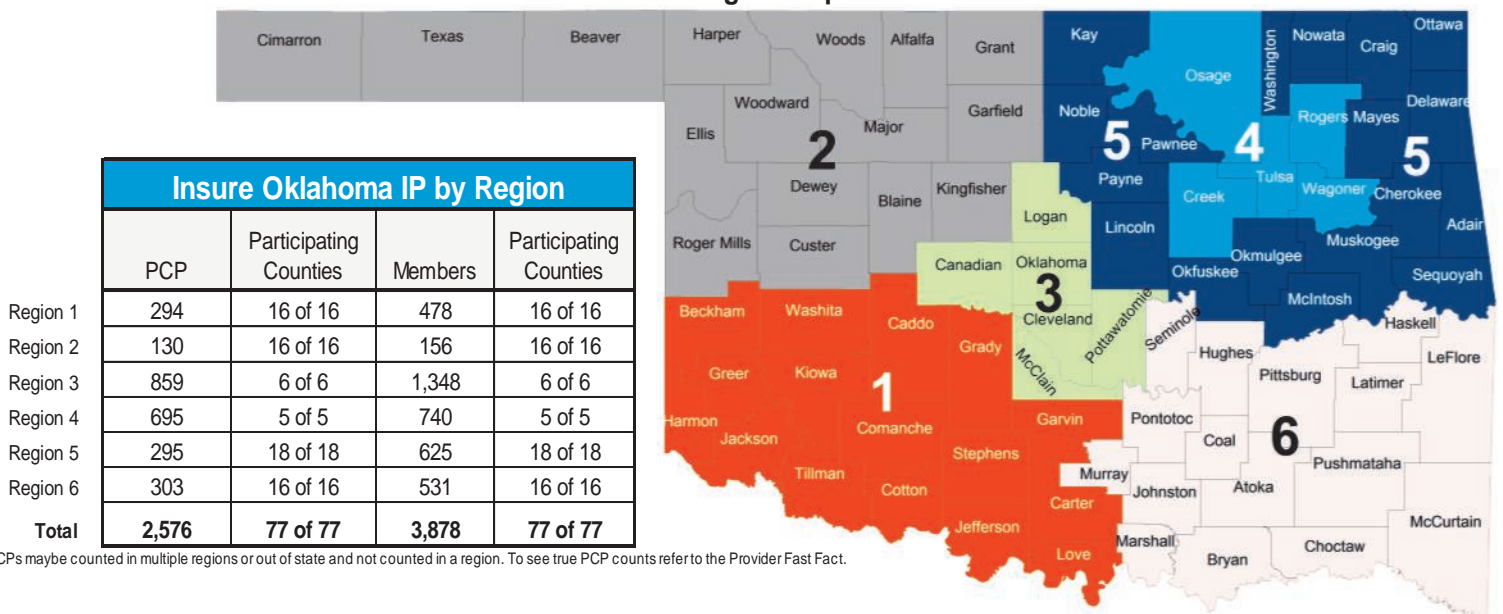 Insure Oklahoma IP by Region
PCP Participating Counties Members Participating Counties
Region 1 294 16 of 16 478 16 of 16
Region 2 130 16 of 16 156 16 of 16
Region 3 859 6 of 6 1,348 6 of 6
Region 4 695 5 of 5 740 5 of 5
Region 5 295 18 of 18 625 18 of 18
Region 6 303 16 of 16 531 16 of 16
Total 2,576 77 of 77 3,878 77 of 77
CPs maybe counted in multiple regions or out of state and not counted in a region. To see true PCP counts refer to the Provider Fast Fact.
Cimarron Texas Beaver Harper Woods Alfalfa Grant Kay Osage Washington Nowata Craig Ottawa
Ellis Woodward Major Garfield Noble Pawnee Rogers Mayes Delaware
2 5 4 5
Dewey Blaine Kingfisher Logan Payne Creek Tulsa Wagoner Cherokee Adair
Roger Mills Custer Canadian Oklahoma Lincoln Okfuskee Okmulgee Muskogee Sequoyah
3
Beckham Washita Caddo Grady Cleveland Pottawatomie Seminole McIntosh Haskell
Greer Kiowa McClain Hughes Pittsburg Latimer LeFlore
1 6
Harmon Jackson Comanche Stephens Garvin Pontotoc Coal Pushmataha
Tillman Cotton Carter Murray Johnston Atoka McCurtain
Jefferson Love Marshall Bryan Choctaw